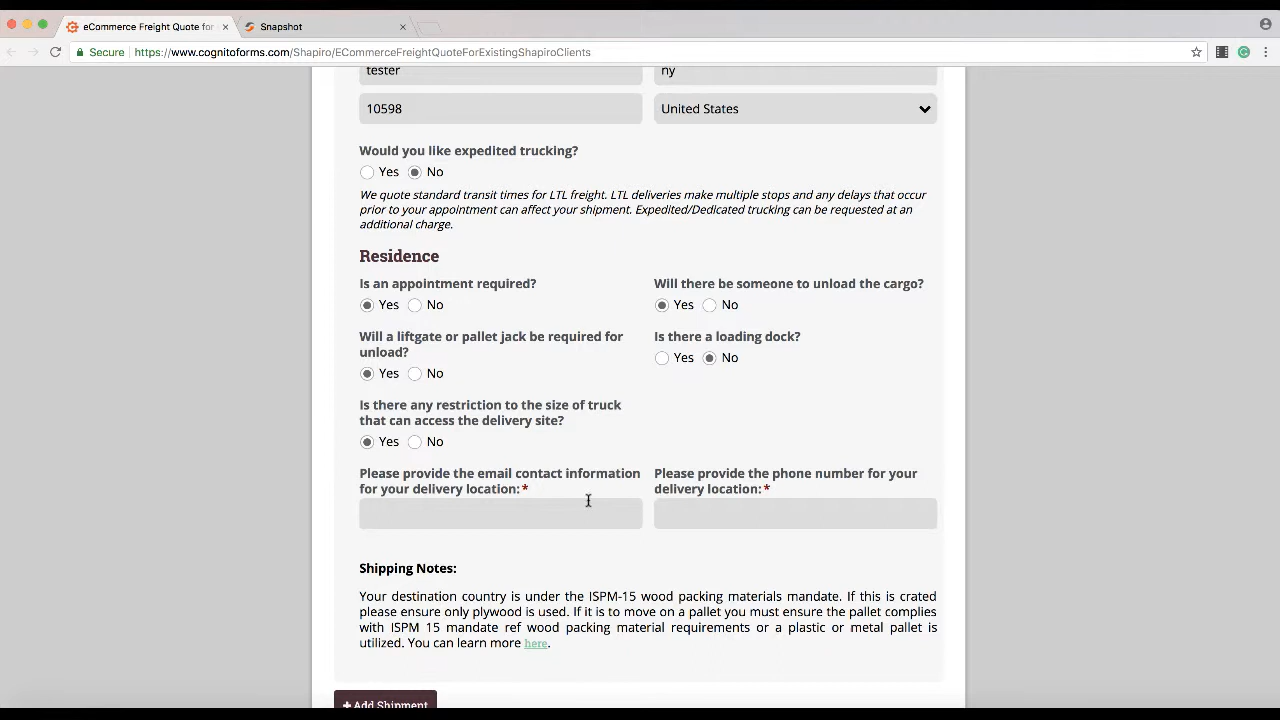 eCommerce Freight Quote for
Snapshot
Secure
https://www.cognitoforms.com/Shapiro/ECommerceFreightQuoteForExistingShapiroClients
tester
ny
10598
United States
Would you like expedited trucking?
Yes No
We quote standard transit times for LTL freight. LTL deliveries make multiple stops and any delays that occur
prior to your appointment can affect your shipment. Expedited/Dedicated trucking can be requested at an
additional charge.
Residence
Is an appointment required?
Yes No
Will there be someone to unload the cargo?
Yes No
Will a liftgate or pallet jack be required for
unload?
Yes No
Is there a loading dock?
Yes No
Is there any restriction to the size of truck
that can access the delivery site?
Yes No
Please provide the email contact information
for your delivery location: *
Please provide the phone number for your
delivery location: *
Shipping Notes:
Your destination country is under the ISPM-15 wood packing materials mandate. If this is crated
please ensure only plywood is used. If it is to move on a pallet you must ensure the pallet complies
with ISPM 15 mandate ref wood packing material requirements or a plastic or metal pallet is
utilized. You can learn more here.
+ Add Shipment